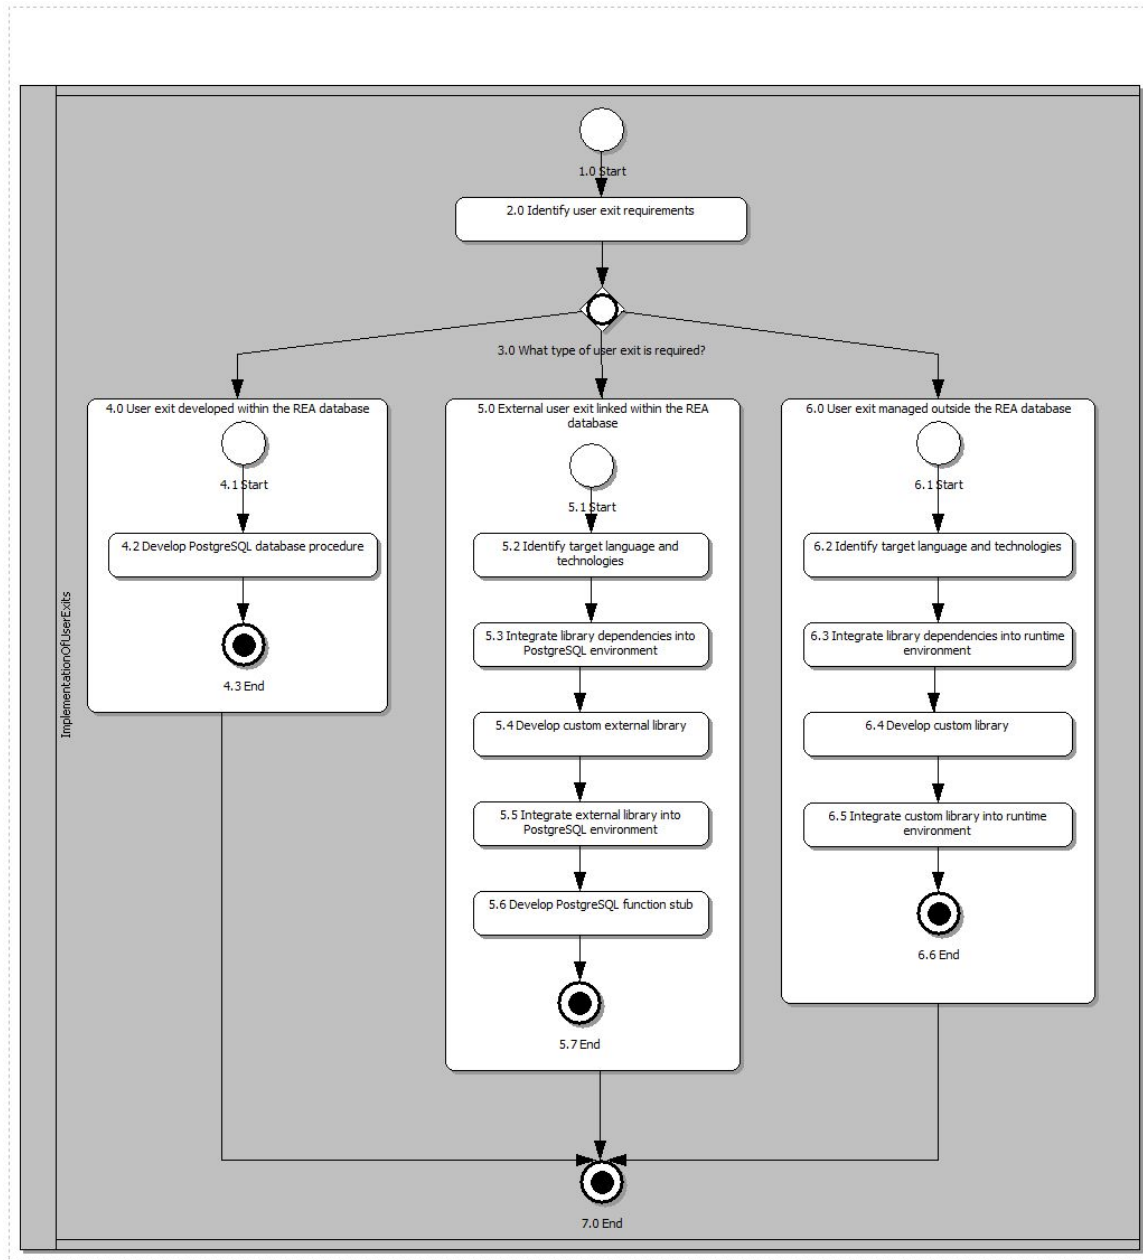 ImplementationOfUserExits
1.0 Start
2.0 Identify user exit requirements
3.0 What type of user exit is required?
4.0 User exit developed within the REA database
4.1 Start
4.2 Develop PostgreSQL database procedure
4.3 End
5.0 External user exit linked within the REA
database
5.1 Start
5.2 Identify target language and
technologies
5.3 Integrate library dependencies into
PostgreSQL environment
5.4 Develop custom external library
5.5 Integrate external library into
PostgreSQL environment
5.6 Develop PostgreSQL function stub
5.7 End
6.0 User exit managed outside the REA database
6.1 Start
6.2 Identify target language and technologies
6.3 Integrate library dependencies into runtime
environment
6.4 Develop custom library
6.5 Integrate custom library into runtime
environment
6.6 End
7.0 End